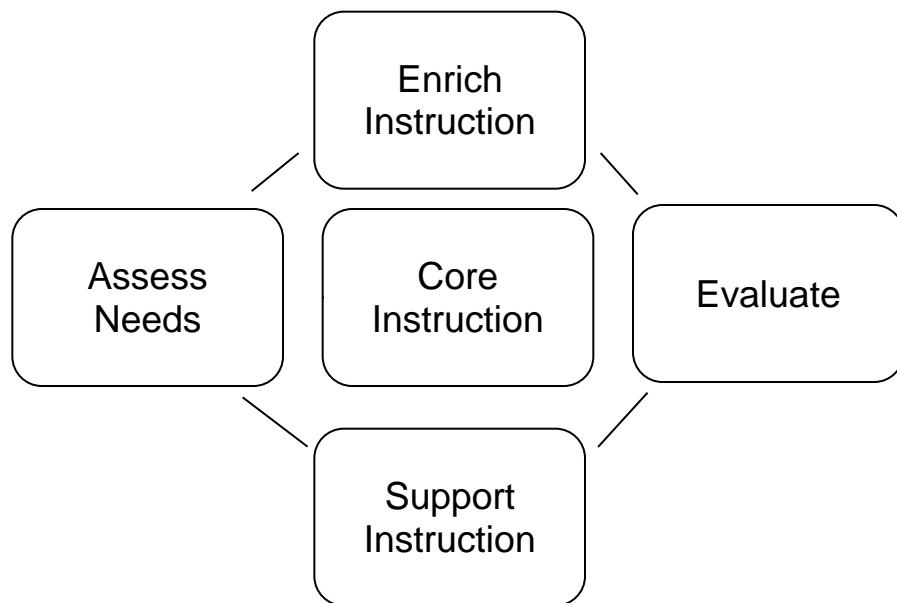 Enrich
Instruction
Assess
Needs
Core
Instruction
Evaluate
Support
Instruction